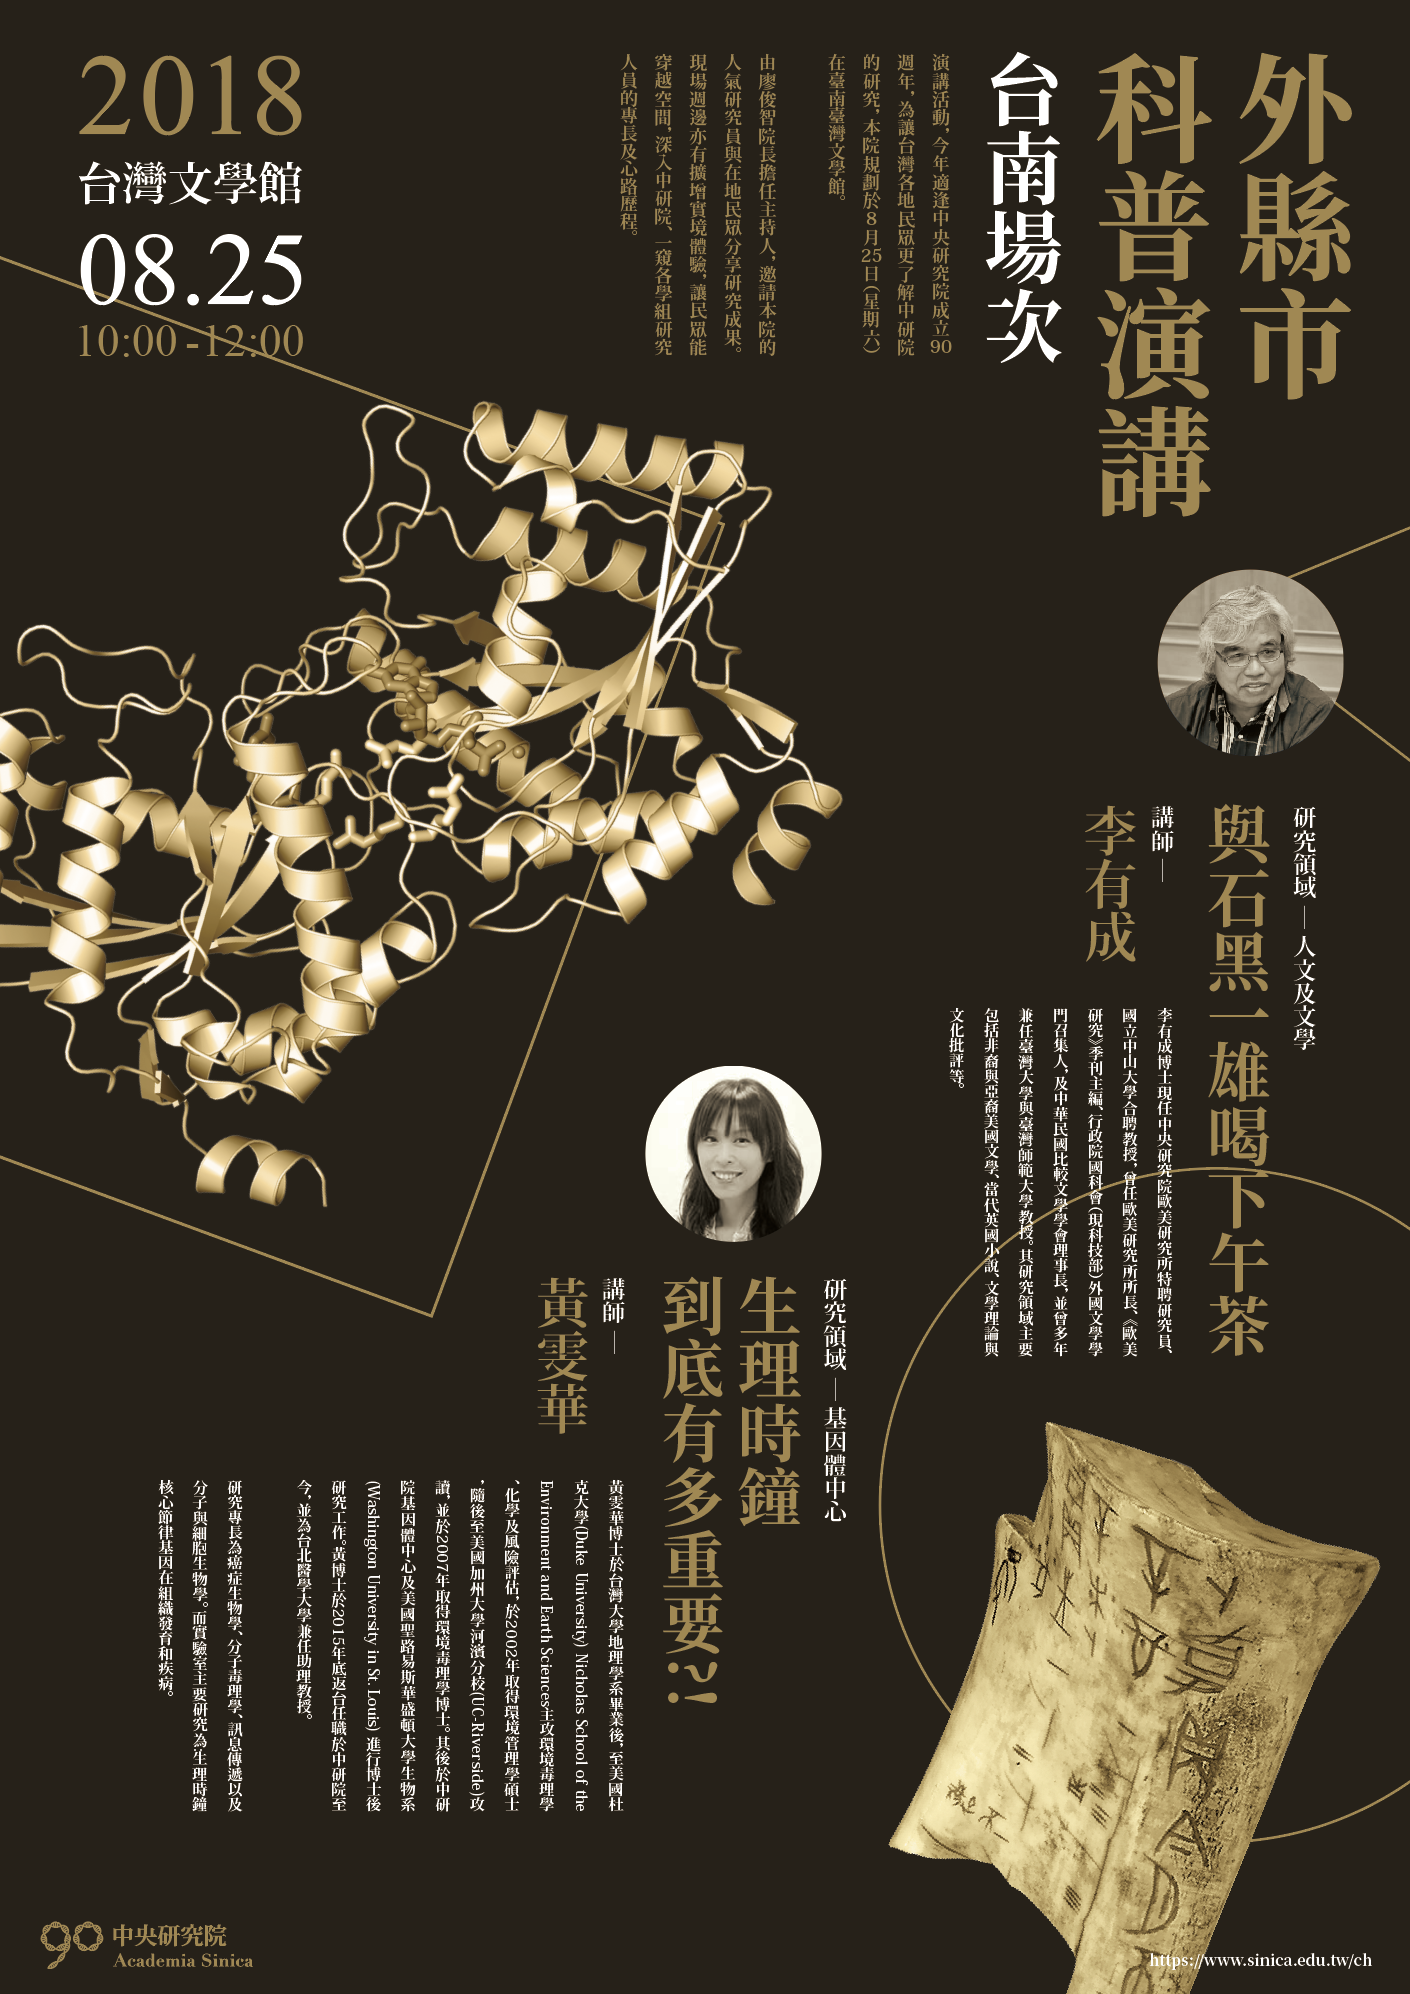 外縣市
科普演講
台南場次
演講活動，今年適逢中央研究院成立90
週年，為讓台灣各地民眾更了解中研院
的研究，本院規劃於8月25日（星期六）
在臺南臺灣文學館。
由廖俊智院長擔任主持人，邀請本院的
人氣研究員與在地民眾分享研究成果。
現場週邊亦有擴增實境體驗，讓民眾能
穿越空間，深入中研院、一窺各學組研究
人員的專長及心路歷程。
2018
台灣文學館
08.25
10:00 -12:00
研究領域 — 人文及文學
與石黑一雄喝下午茶
講師 —
李有成
李有成博士現任中央研究院歐美研究所特聘研究員、
國立中山大學合聘教授，曾任歐美研究所所長、《歐美
研究》季刊主編、行政院國科會（現科技部）外國文學學
門召集人，及中華民國比較文學學會理事長，並曾多年
兼任臺灣大學與臺灣師範大學教授。其研究領域主要
包括非裔與亞裔美國文學、當代英國小說、文學理論與
文化批評等。
研究領域 — 基因體中心
生理時鐘
到底有多重要?!
講師 —
黃雯華
黃雯華博士於台灣大學地理學系畢業後，至美國杜
克大學(Duke University) Nicholas School of the
Environment and Earth Sciences主攻環境毒理學
、化學及風險評估，於2002年取得環境管理學碩士
，隨後至美國加州大學河濱分校(UC-Riverside)攻
讀，並於2007年取得環境毒理學博士。其後於中研
院基因體中心及美國聖路易斯華盛頓大學生物系
(Washington University in St. Louis) 進行博士後
研究工作。黃博士於2015年底返台任職於中研院至
今，並為台北醫學大學兼任助理教授。
研究專長為癌症生物學、分子毒理學、訊息傳遞以及
分子與細胞生物學。而實驗室主要研究為生理時鐘
核心節律基因在組織發育和疾病。
90 中央研究院
Academia Sinica
https://www.sinica.edu.tw/ch